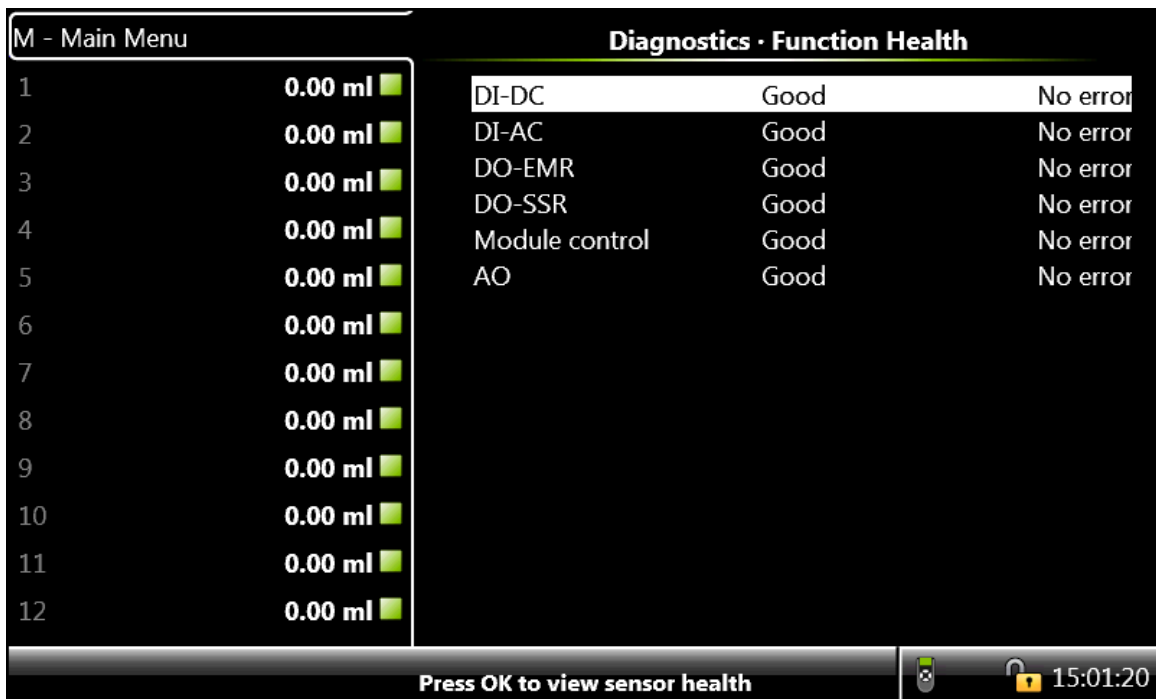 M - Main Menu
1 0.00 ml
2 0.00 ml
3 0.00 ml
4 0.00 ml
5 0.00 ml
6 0.00 ml
7 0.00 ml
8 0.00 ml
9 0.00 ml
10 0.00 ml
11 0.00 ml
12 0.00 ml
Diagnostics · Function Health
DI-DC Good No error
DI-AC Good No error
DO-EMR Good No error
DO-SSR Good No error
Module control Good No error
AO Good No error
Press OK to view sensor health
15:01:20